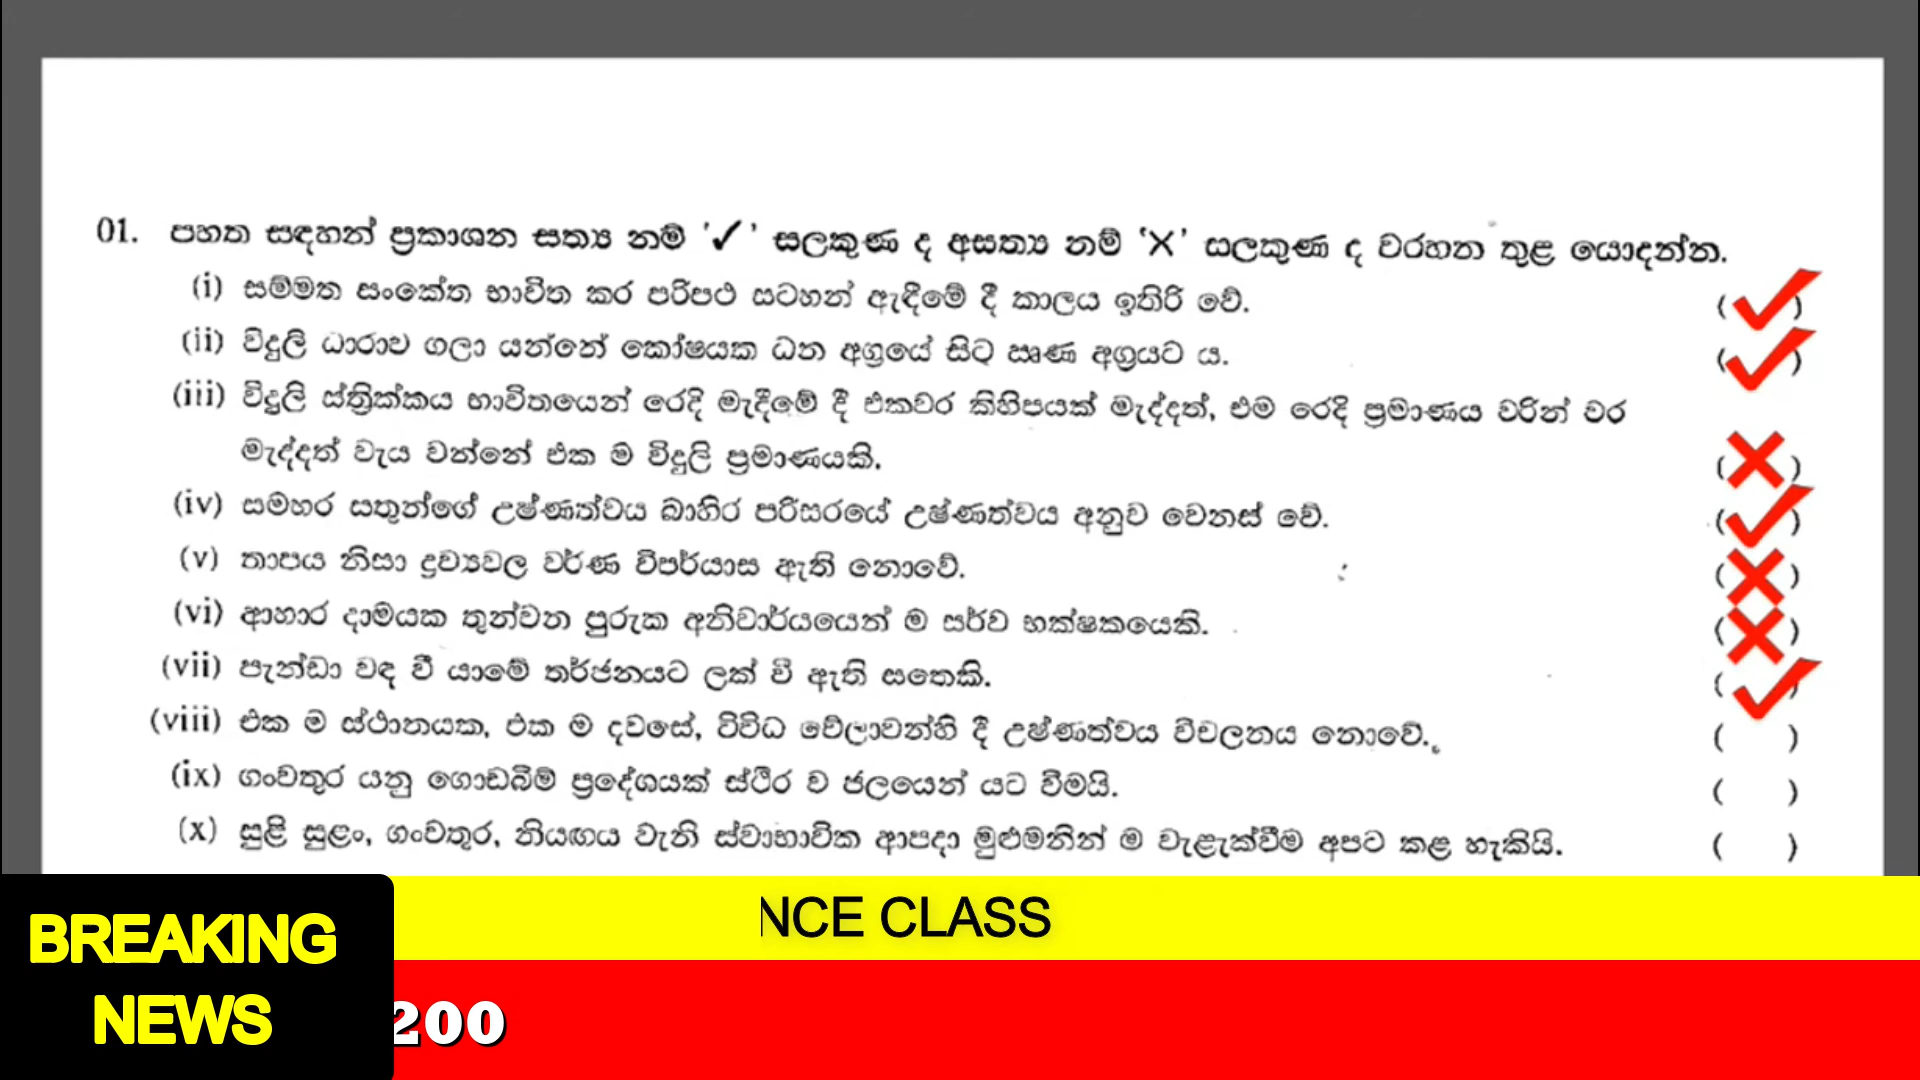 01. පහත සඳහන් ප්‍රකාශන සත්‍ය නම් '✓' සලකුණ ද අසත්‍ය නම් 'X' සලකුණ ද වරහන තුළ යොදන්න.
(i) සම්මත සංකේත භාවිත කර පරිපථ සටහන් ඇඳීමේ දී කාලය ඉතිරි වේ. (✓)
(ii) විදුලි ධාරාව ගලා යන්නේ කෝෂයක ධන අග්‍රයේ සිට ඍණ අග්‍රයට ය. (✓)
(iii) විදුලි ස්ත්‍රික්කය භාවිතයෙන් රෙදි මැදීමේ දී එකවර කිහිපයක් මැද්දත්, එම රෙදි ප්‍රමාණය වරින් වර
මැද්දත් වැය වන්නේ එක ම විදුලි ප්‍රමාණයකි. (❌)
(iv) සමහර සතුන්ගේ උෂ්ණත්වය බාහිර පරිසරයේ උෂ්ණත්වය අනුව වෙනස් වේ. (✓)
(v) තාපය නිසා ද්‍රව්‍යවල වර්ණ විපර්යාස ඇති නොවේ. (❌)
(vi) ආහාර දාමයක තුන්වන පුරුක අනිවාර්යයෙන් ම සර්ව භක්ෂකයෙකි. (❌)
(vii) පැන්ඩා වඳ වී යාමේ තර්ජනයට ලක් වී ඇති සතෙකි. (✓)
(viii) එක ම ස්ථානයක, එක ම දවසේ, විවිධ වේලාවන්හි දී උෂ්ණත්වය විචලනය නොවේ. ( )
(ix) ගංවතුර යනු ගොඩබිම් ප්‍රදේශයක් ස්ථිර ව ජලයෙන් යට වීමයි. ( )
(x) සුළි සුළං, ගංවතුර, නියඟය වැනි ස්වාභාවික ආපදා මුළුමනින් ම වැළැක්වීම අපට කළ හැකියි. ( )
NCE CLASS
BREAKING
NEWS
200